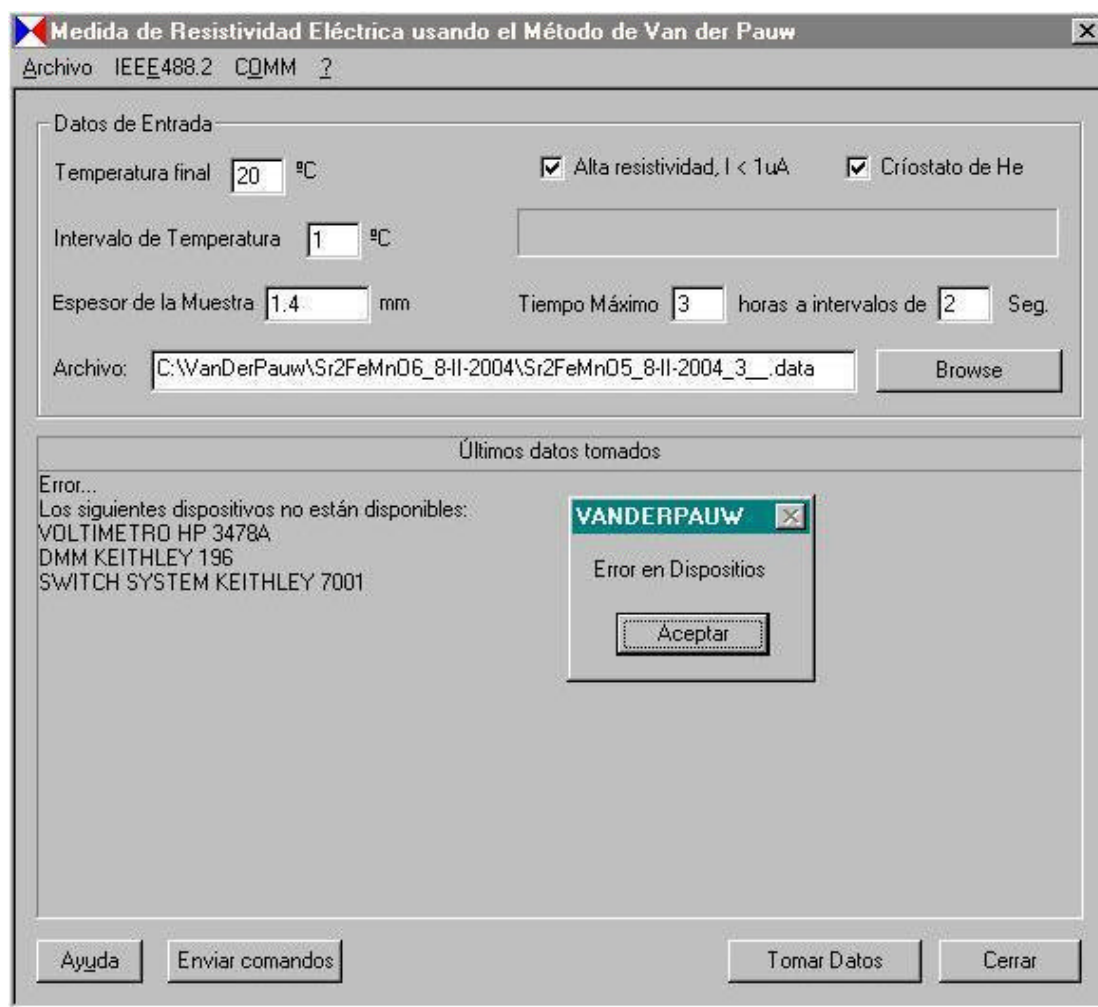 Medida de Resistividad Eléctrica usando el Método de Van der Pauw
Archivo IEEE488.2 COMM ?
Datos de Entrada
Temperatura final 20 ºC
Alta resistividad, I < 1uA
Críostato de He
Intervalo de Temperatura 1 ºC
Espesor de la Muestra 1.4 mm
Tiempo Máximo 3 horas a intervalos de 2 Seg.
Archivo: C:\VanDerPauw\Sr2FeMnO6_8-II-2004\Sr2FeMnO5_8-II-2004_3__.data Browse
Últimos datos tomados
Error...
Los siguientes dispositivos no están disponibles:
VOLTIMETRO HP 3478A
DMM KEITHLEY 196
SWITCH SYSTEM KEITHLEY 7001
VANDERPAUW
Error en Dispositios
Aceptar
Ayuda Enviar comandos Tomar Datos Cerrar